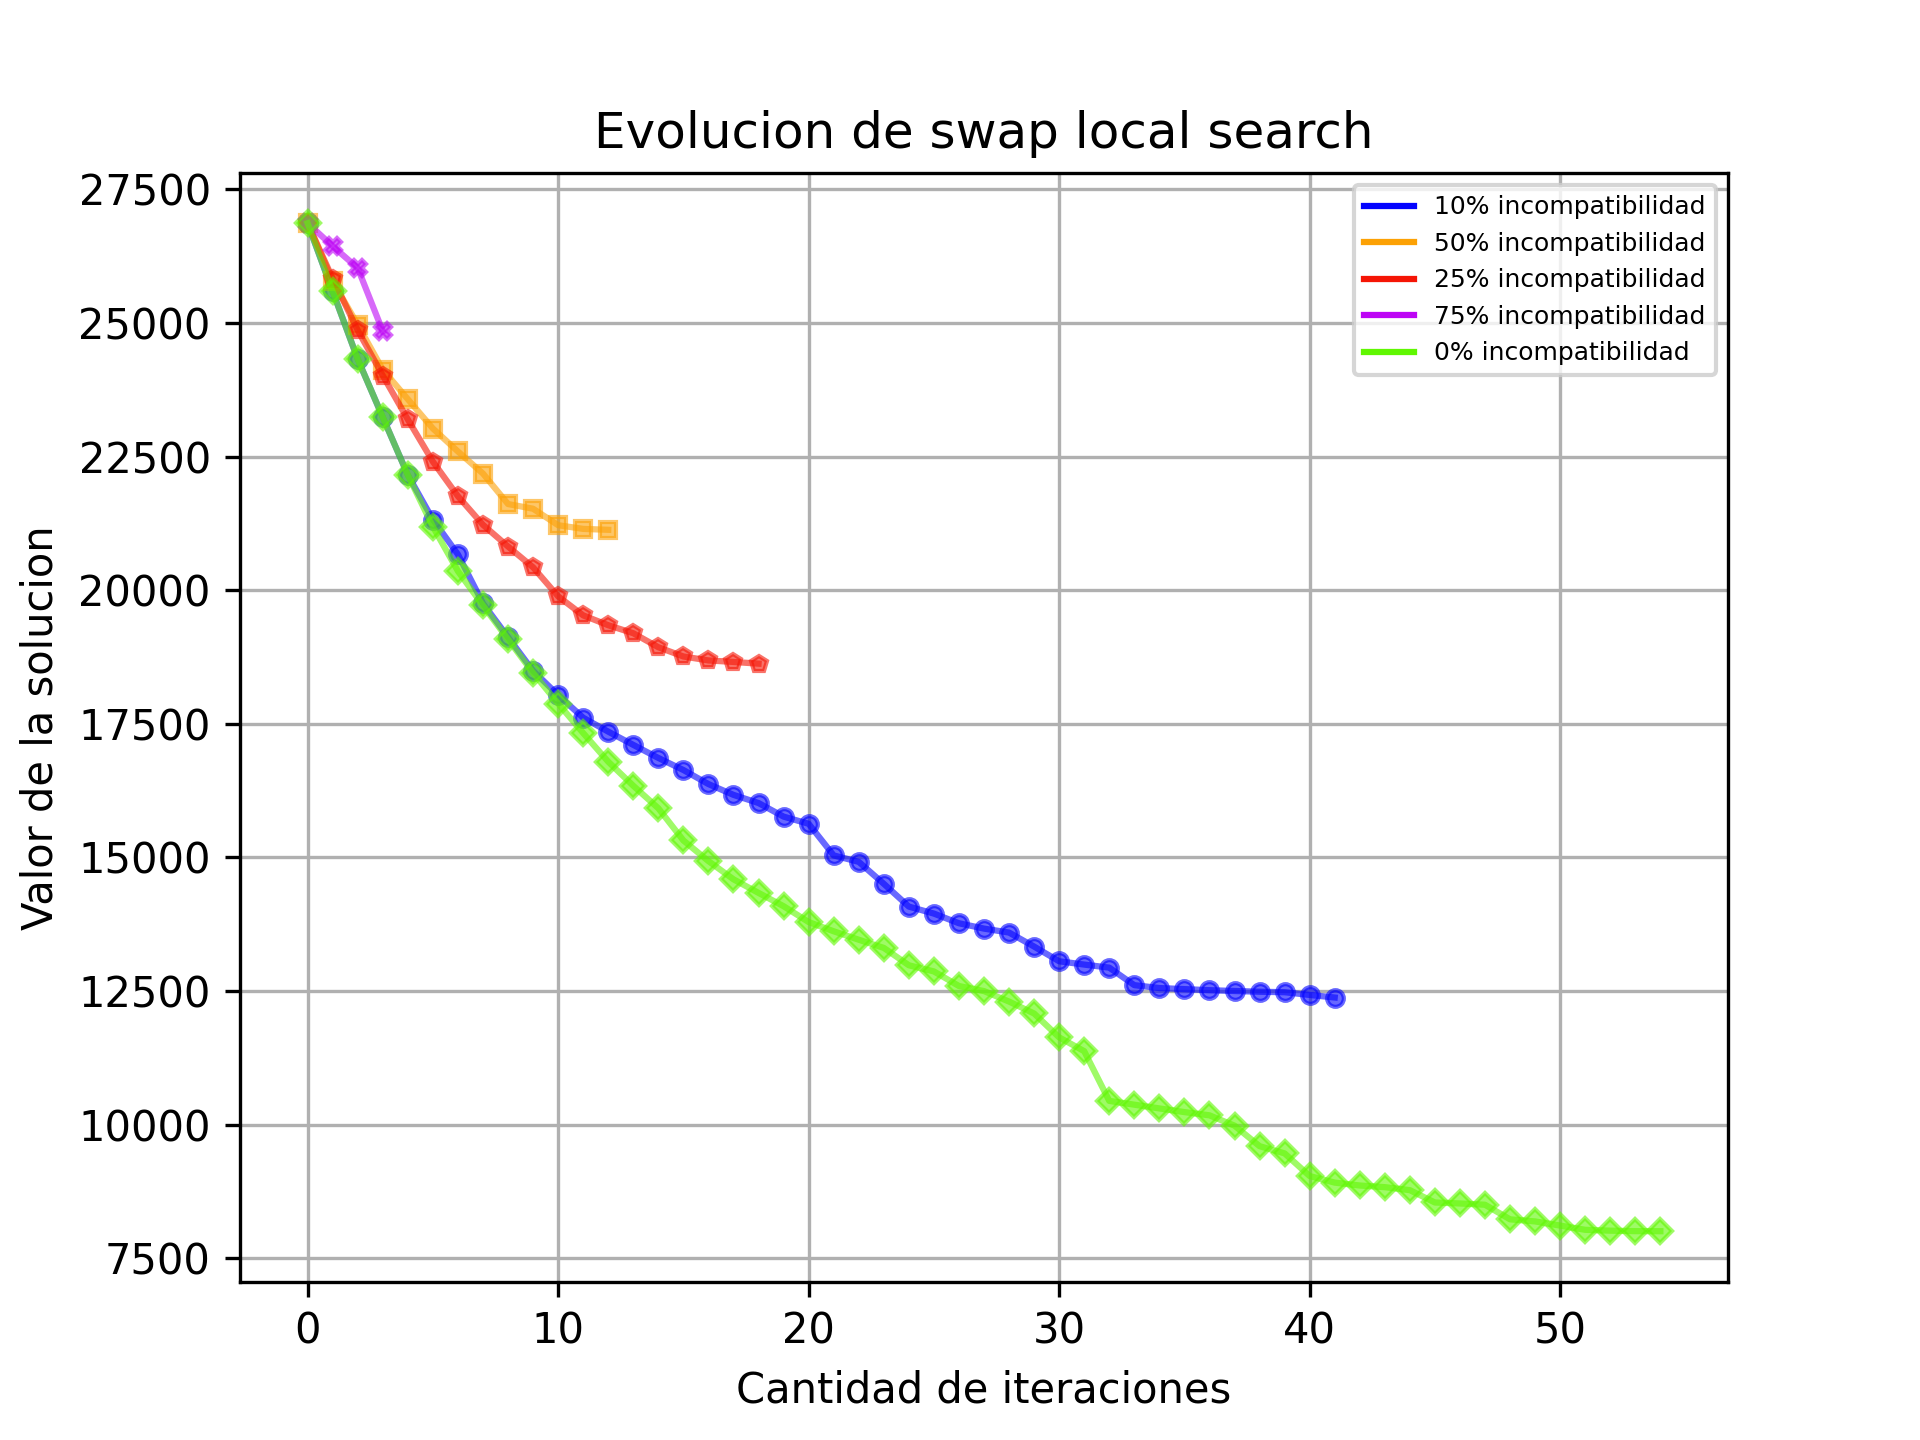 Evolucion de swap local search
27500
25000
22500
20000
17500
15000
12500
10000
7500
Valor de la solucion
10% incompatibilidad
50% incompatibilidad
25% incompatibilidad
75% incompatibilidad
0% incompatibilidad
0 10 20 30 40 50
Cantidad de iteraciones